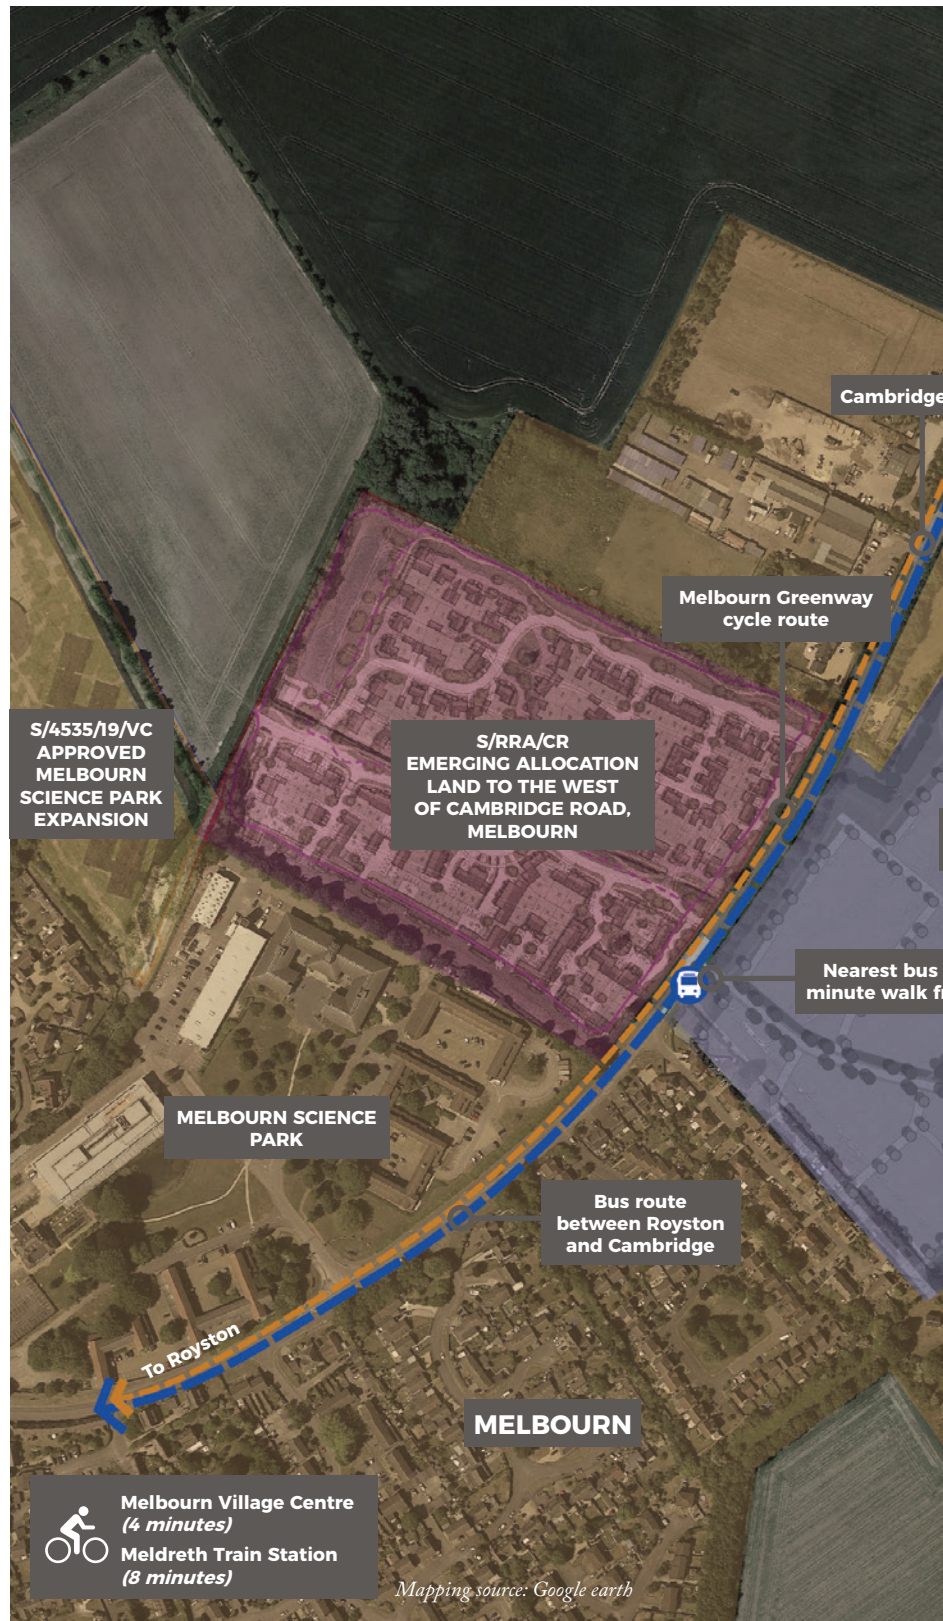 Cambridge
Melbourn Greenway
cycle route
S/4535/19/VC
APPROVED
MELBOURN
SCIENCE PARK
EXPANSION
S/RRA/CR
EMERGING ALLOCATION
LAND TO THE WEST
OF CAMBRIDGE ROAD,
MELBOURN
Nearest bus
minute walk fr
MELBOURN SCIENCE
PARK
Bus route
between Royston
and Cambridge
To Royston
MELBOURN
Melbourn Village Centre
(4 minutes)
Meldreth Train Station
(8 minutes)
Mapping source: Google earth